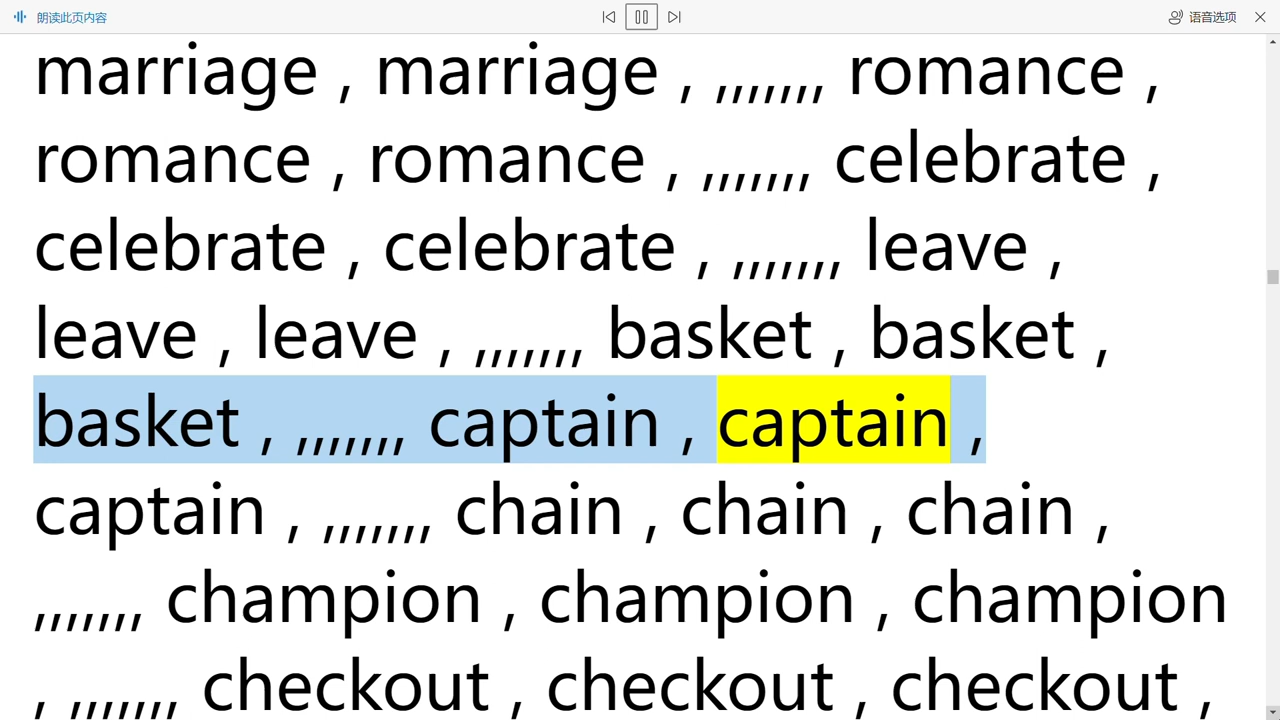 朗读此页内容
语音选项
marriage , marriage , ,,,,,,, romance ,
romance , romance , ,,,,,,, celebrate ,
celebrate , celebrate , ,,,,,,, leave ,
leave , leave , ,,,,,,, basket , basket ,
basket , ,,,,,,, captain , captain ,
captain , ,,,,,,, chain , chain , chain ,
,,,,,,, champion , champion , champion
, ,,,,,,, checkout , checkout , checkout ,